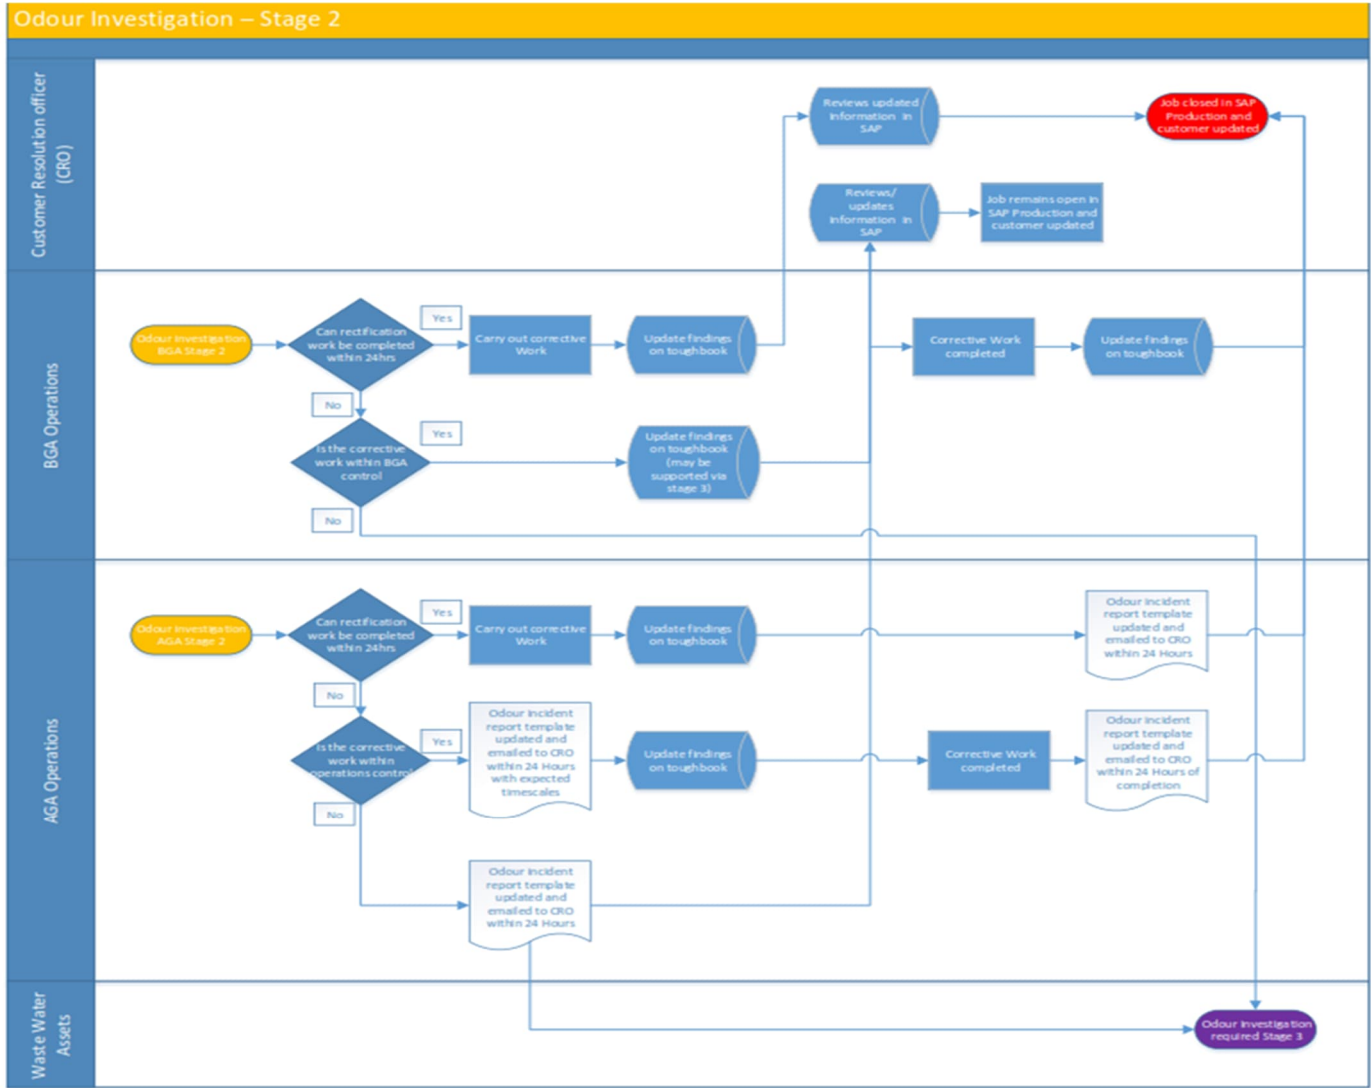 Odour Investigation – Stage 2
Customer Resolution officer
(CRO)
Reviews updated
information in
SAP
Job closed in SAP
Production and
customer updated
Reviews/
updates
information in
SAP
Job remains open in
SAP Production and
customer updated
BGA Operations
Odour Investigation
BGA Stage 2
Can rectification
work be completed
within 24hrs
Yes
Carry out corrective
Work
Update findings
on toughbook
Corrective Work
completed
Update findings
on toughbook
No
Is the corrective
work within BGA
control
Yes
Update findings
on toughbook
(may be
supported via
stage 3)
No
AGA Operations
Odour Investigation
AGA Stage 2
Can rectification
work be completed
within 24hrs
Yes
Carry out corrective
Work
Update findings
on toughbook
Odour incident
report template
updated and
emailed to CRO
within 24 Hours
No
Is the corrective
work within
operations control
Yes
Odour incident
report template
updated and
emailed to CRO
within 24 Hours
with expected
timescales
Update findings
on toughbook
Corrective Work
completed
Odour incident
report template
updated and
emailed to CRO
within 24 Hours of
completion
No
Odour incident
report template
updated and
emailed to CRO
within 24 Hours
Waste Water
Assets
Odour Investigation
required Stage 3